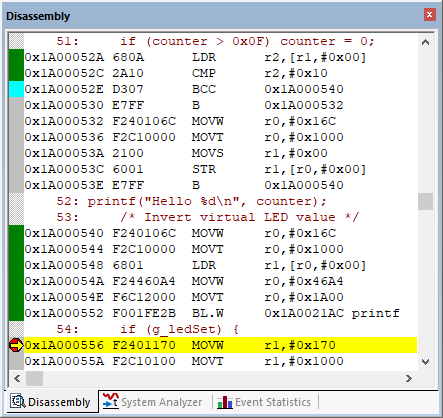 Disassembly
51:     if (counter > 0x0F) counter = 0;
0x1A00052A 680A      LDR      r2,[r1,#0x00]
0x1A00052C 2A10      CMP      r2,#0x10
0x1A00052E D307      BCC      0x1A000540
0x1A000530 E7FF      B        0x1A000532
0x1A000532 F240106C  MOVW     r0,#0x16C
0x1A000536 F2C10000  MOVT     r0,#0x1000
0x1A00053A 2100      MOVS     r1,#0x00
0x1A00053C 6001      STR      r1,[r0,#0x00]
0x1A00053E E7FF      B        0x1A000540
52: printf("Hello %d\n", counter);
53:     /* Invert virtual LED value */
0x1A000540 F240106C  MOVW     r0,#0x16C
0x1A000544 F2C10000  MOVT     r0,#0x1000
0x1A000548 6801      LDR      r1,[r0,#0x00]
0x1A00054A F24460A4  MOVW     r0,#0x46A4
0x1A00054E F6C12000  MOVT     r0,#0x1A00
0x1A000552 F001FE2B  BL.W     0x1A0021AC printf
54:     if (g_ledSet) {
0x1A000556 F2401170  MOVW     r1,#0x170
0x1A00055A F2C10100  MOVT     r1,#0x1000
Disassembly System Analyzer Event Statistics